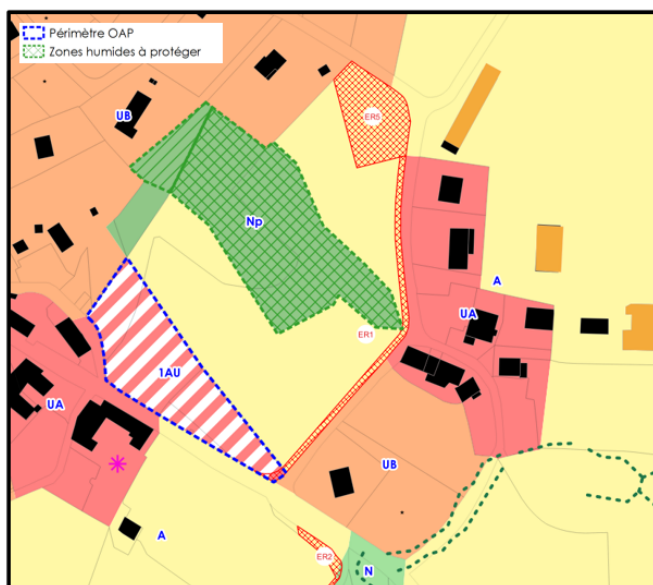 Périmètre OAP
Zones humides à protéger
UB
ER5
Np
A
UA
ER1
1AU
UA
UB
A
ER2
N